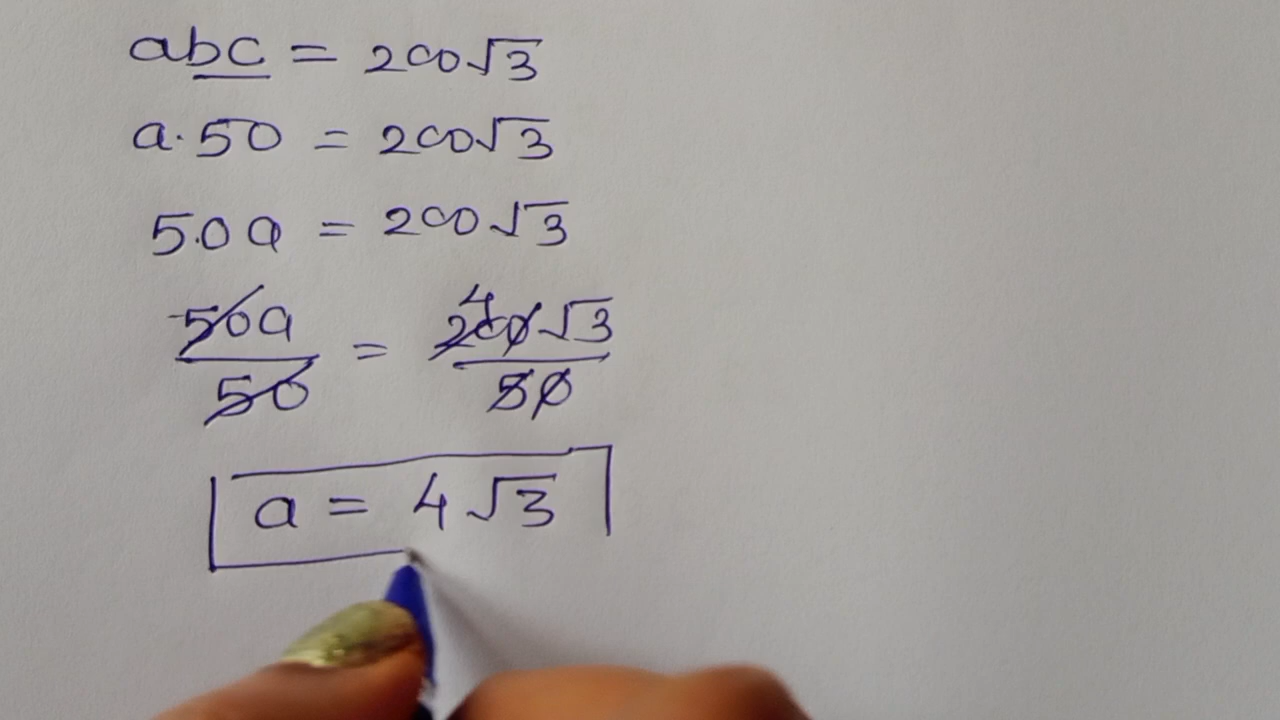 abc = 200√3
a·50 = 200√3
50a = 200√3
50a/50 = 200√3/50 4
a = 4√3